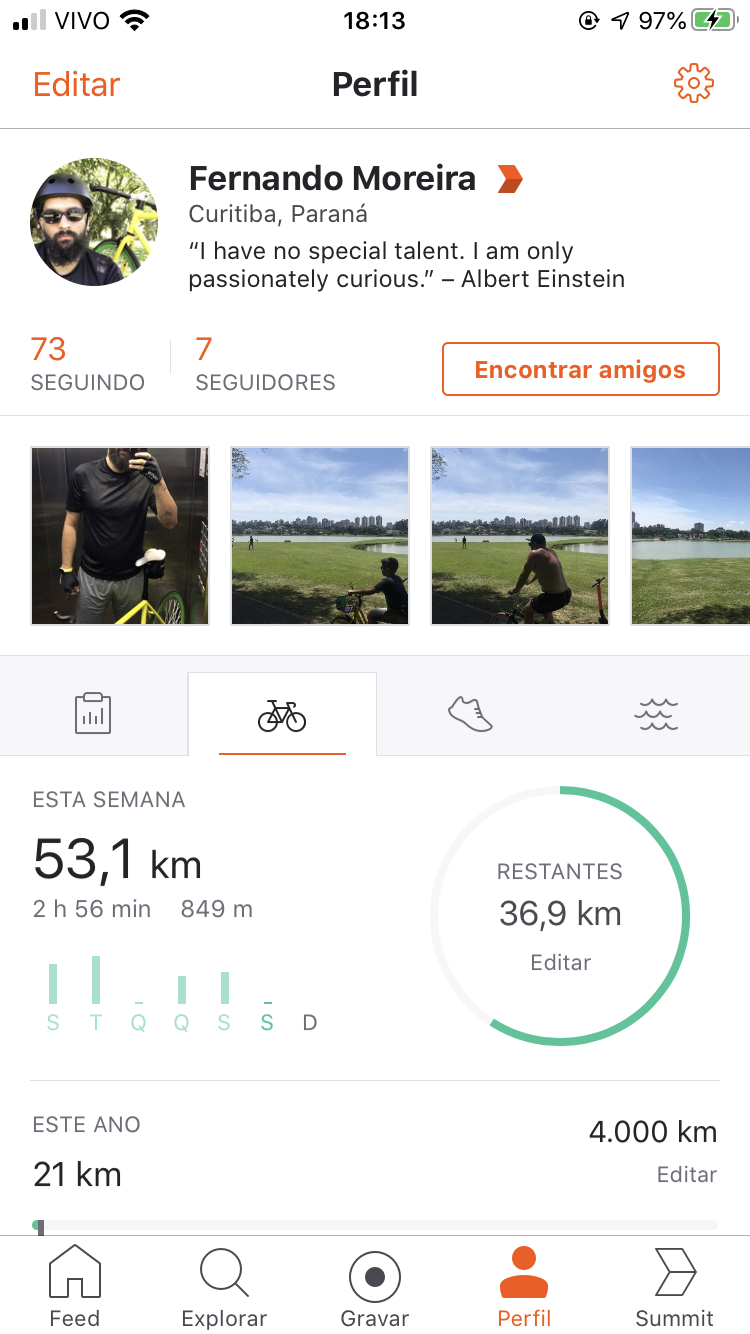 VIVO 18:13 97%
Editar Perfil
Fernando Moreira
Curitiba, Paraná
“I have no special talent. I am only
passionately curious.” – Albert Einstein
73 7
SEGUINDO SEGUIDORES
Encontrar amigos
ESTA SEMANA
53,1 km
2 h 56 min 849 m
S T Q Q S S D
RESTANTES
36,9 km
Editar
ESTE ANO
21 km
4.000 km
Editar
Feed Explorar Gravar Perfil Summit